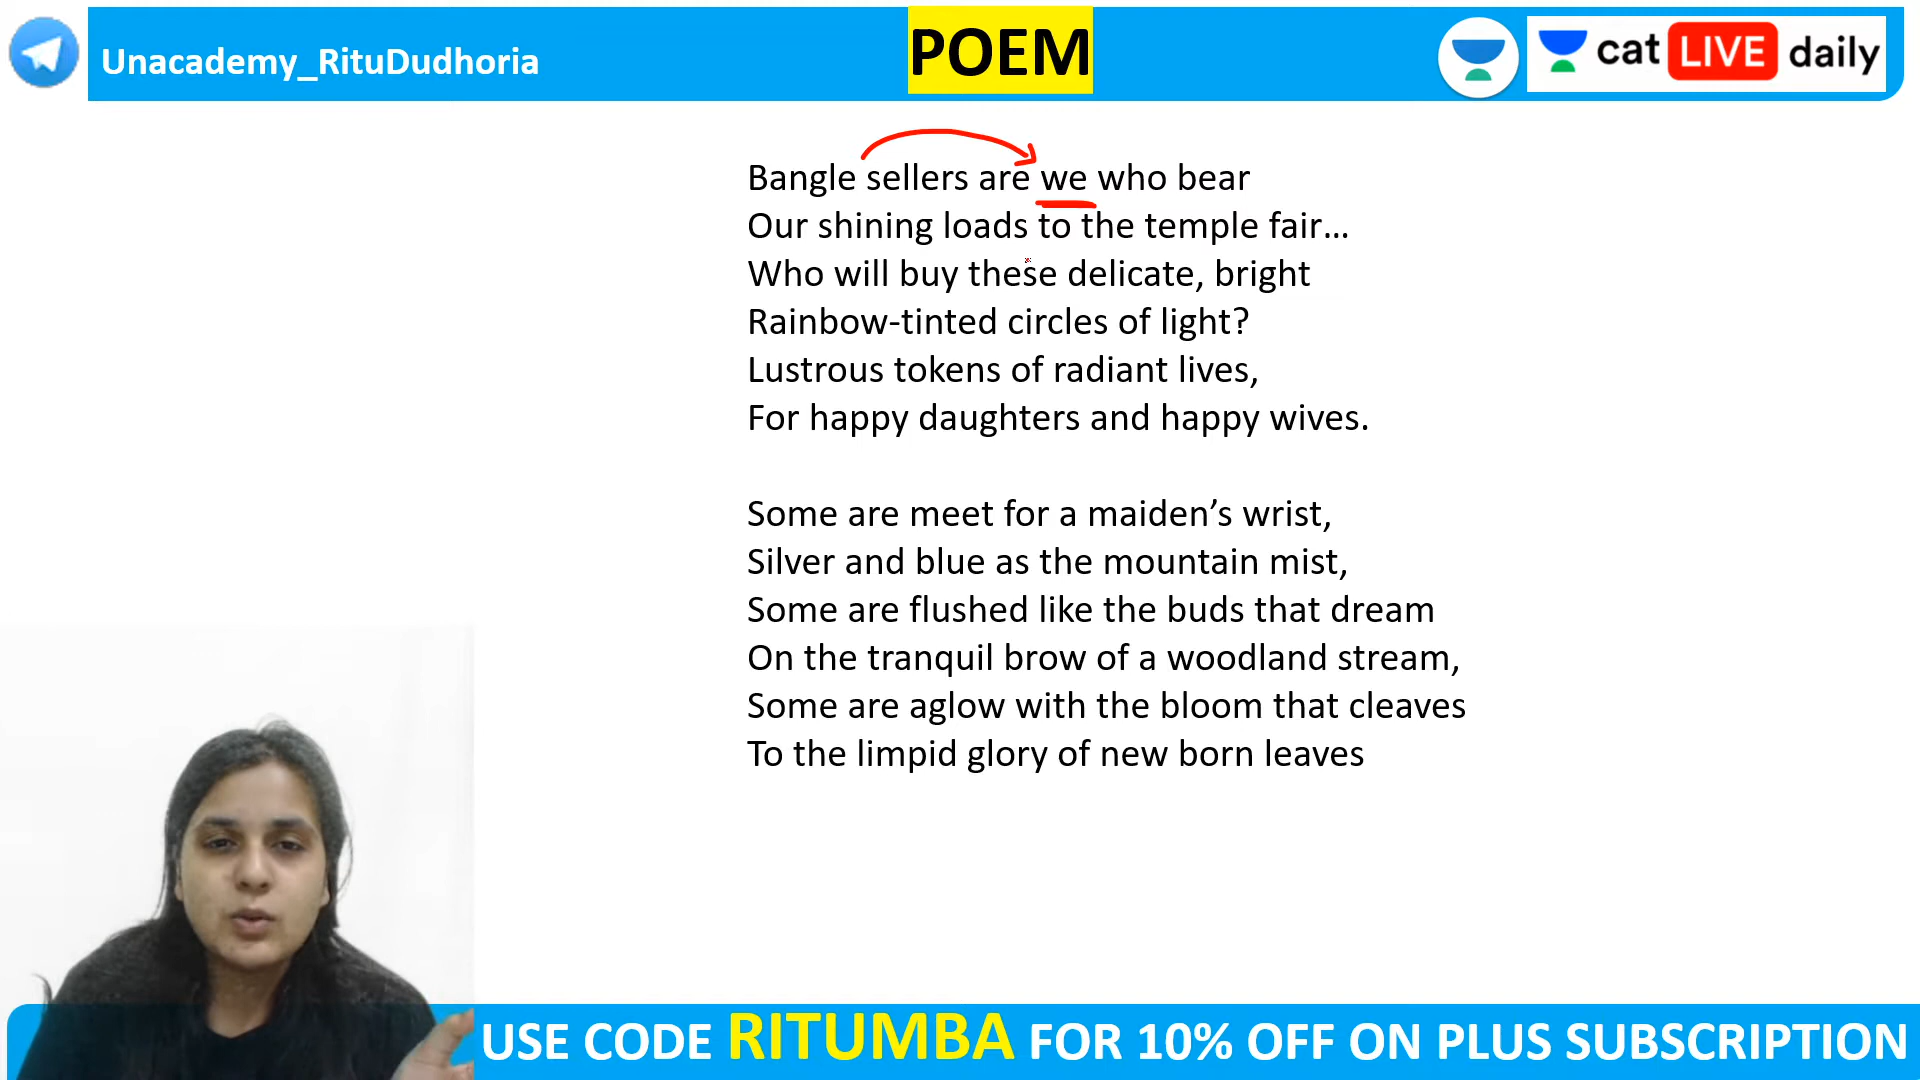 Unacademy_RituDudhoria
POEM
cat LIVE daily
Bangle sellers are we who bear
Our shining loads to the temple fair...
Who will buy these delicate, bright
Rainbow-tinted circles of light?
Lustrous tokens of radiant lives,
For happy daughters and happy wives.
Some are meet for a maiden’s wrist,
Silver and blue as the mountain mist,
Some are flushed like the buds that dream
On the tranquil brow of a woodland stream,
Some are aglow with the bloom that cleaves
To the limpid glory of new born leaves
USE CODE RITUMBA FOR 10% OFF ON PLUS SUBSCRIPTION